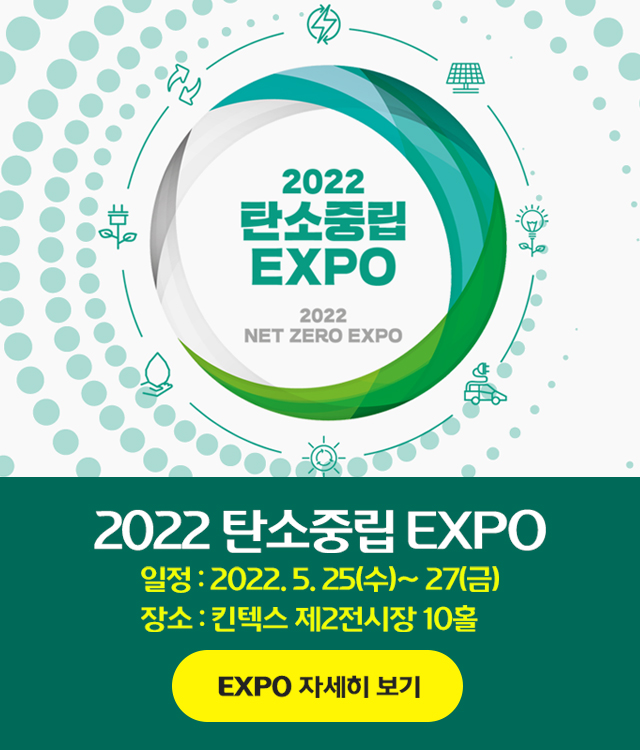 2022
탄소중립
EXPO
2022
NET ZERO EXPO
2022 탄소중립 EXPO
일정 : 2022. 5. 25(수)~ 27(금)
장소 : 킨텍스 제2전시장 10홀
EXPO 자세히 보기